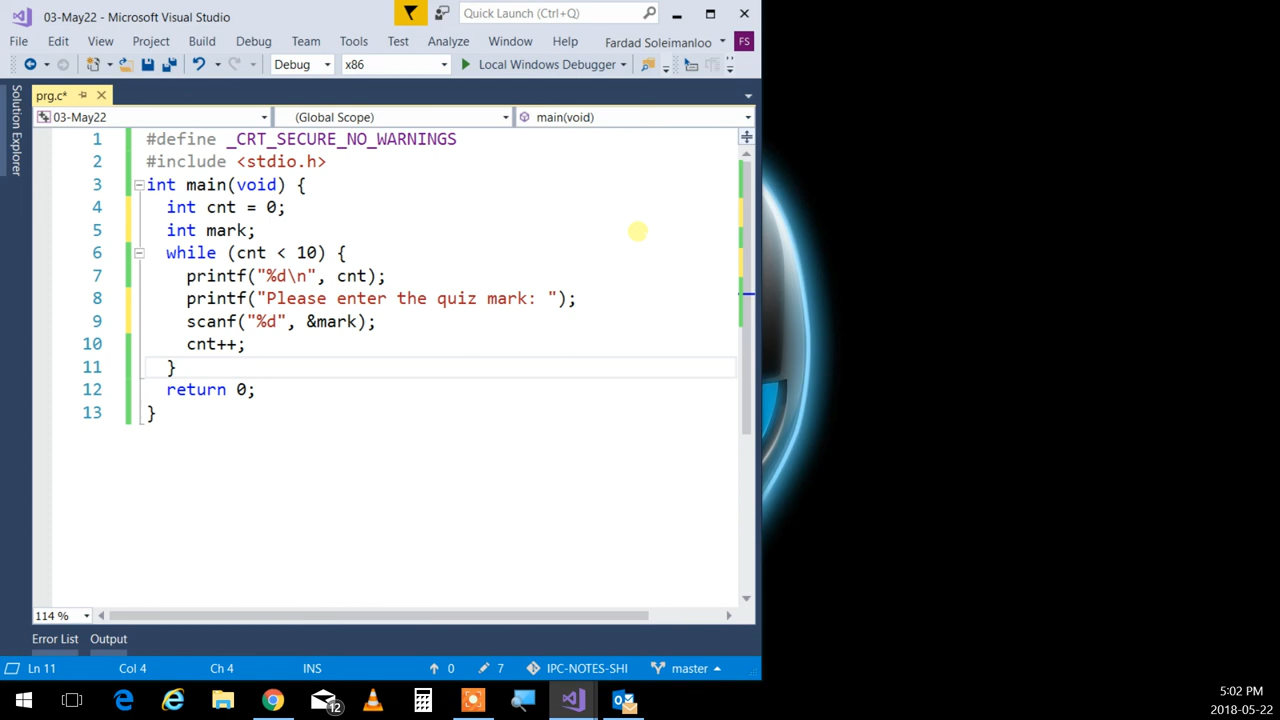 03-May22 - Microsoft Visual Studio
Quick Launch (Ctrl+Q)
File Edit View Project Build Debug Team Tools Test Analyze Window Help Fardad Soleimanloo FS
Debug x86 Local Windows Debugger
prg.c*
03-May22 (Global Scope) main(void)
Solution Explorer
1 #define _CRT_SECURE_NO_WARNINGS
2 #include <stdio.h>
3 int main(void) {
4 int cnt = 0;
5 int mark;
6 while (cnt < 10) {
7 printf("%d\n", cnt);
8 printf("Please enter the quiz mark: ");
9 scanf("%d", &mark);
10 cnt++;
11 }
12 return 0;
13 }
114 %
Error List Output
Ln 11 Col 4 Ch 4 INS 0 7 IPC-NOTES-SHI master
12
5:02 PM
2018-05-22